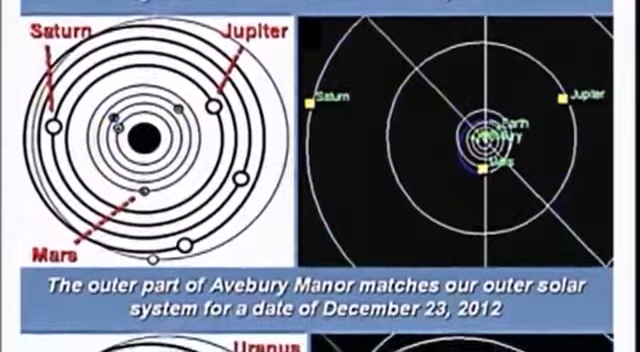 Saturn
Jupiter
Saturn
Jupiter
Earth
Mars
Mars
The outer part of Avebury Manor matches our outer solar
system for a date of December 23, 2012
Uranus